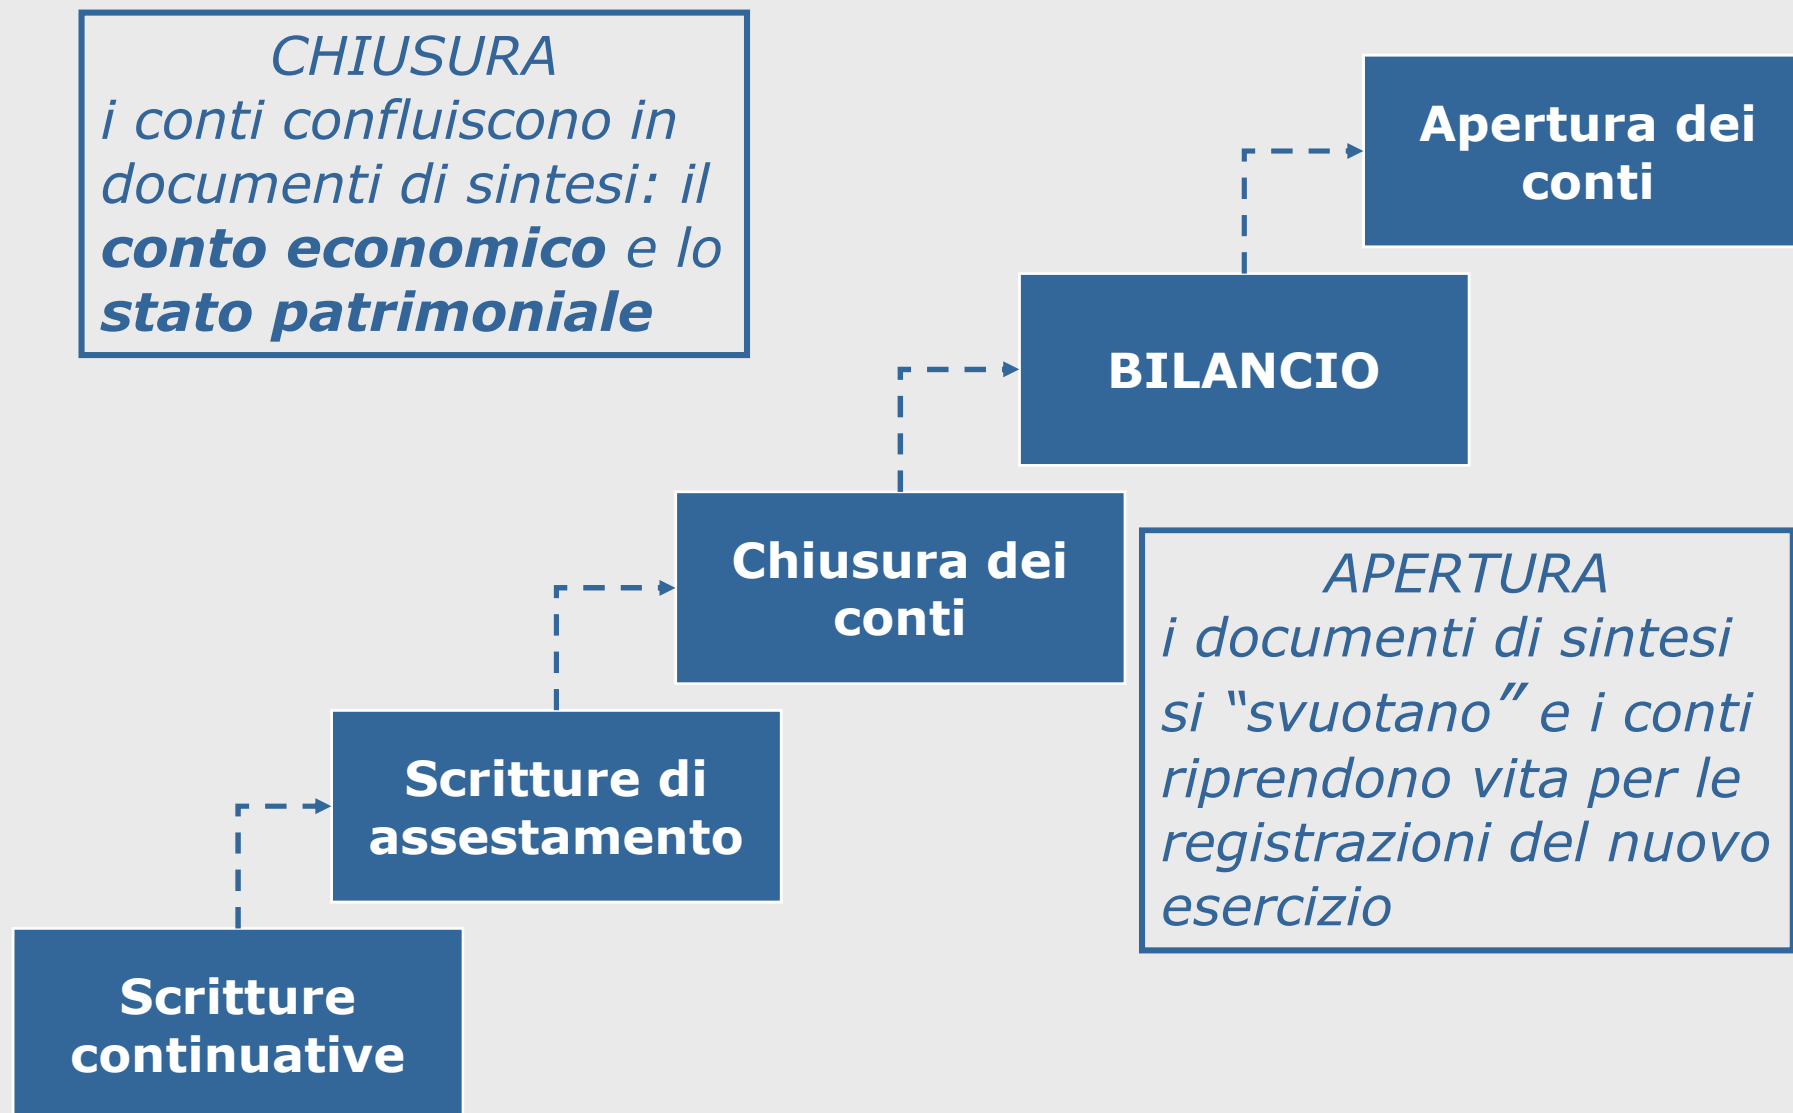 CHIUSURA
i conti confluiscono in
documenti di sintesi: il
conto economico e lo
stato patrimoniale
Apertura dei
conti
BILANCIO
Chiusura dei
conti
APERTURA
i documenti di sintesi
si “svuotano” e i conti
riprendono vita per le
registrazioni del nuovo
esercizio
Scritture di
assestamento
Scritture
continuative